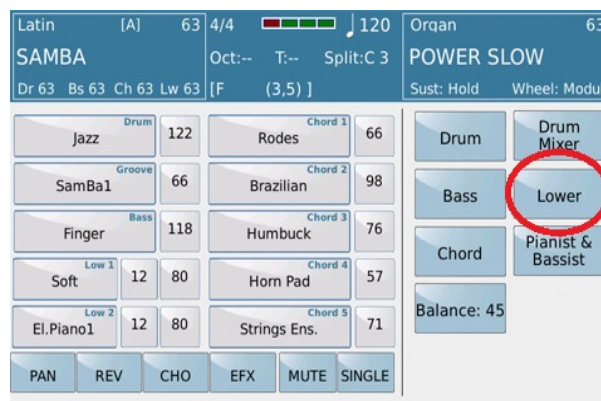 Latin [A] 63 4/4 120 Organ 63
SAMBA Oct:-- T:-- Split:C 3 POWER SLOW
Dr 63 Bs 63 Ch 63 Lw 63 [F (3,5) ] Sust: Hold Wheel: Modu
Drum Chord 1
Jazz 122 Rodes 66 Drum Drum Mixer
Groove Chord 2
SamBa1 66 Brazilian 98 Bass Lower
Bass Chord 3
Finger 118 Humbuck 76 Chord Pianist & Bassist
Low 1 Chord 4
Soft 12 80 Horn Pad 57
Low 2 Chord 5
El.Piano1 12 80 Strings Ens. 71 Balance: 45
PAN REV CHO EFX MUTE SINGLE